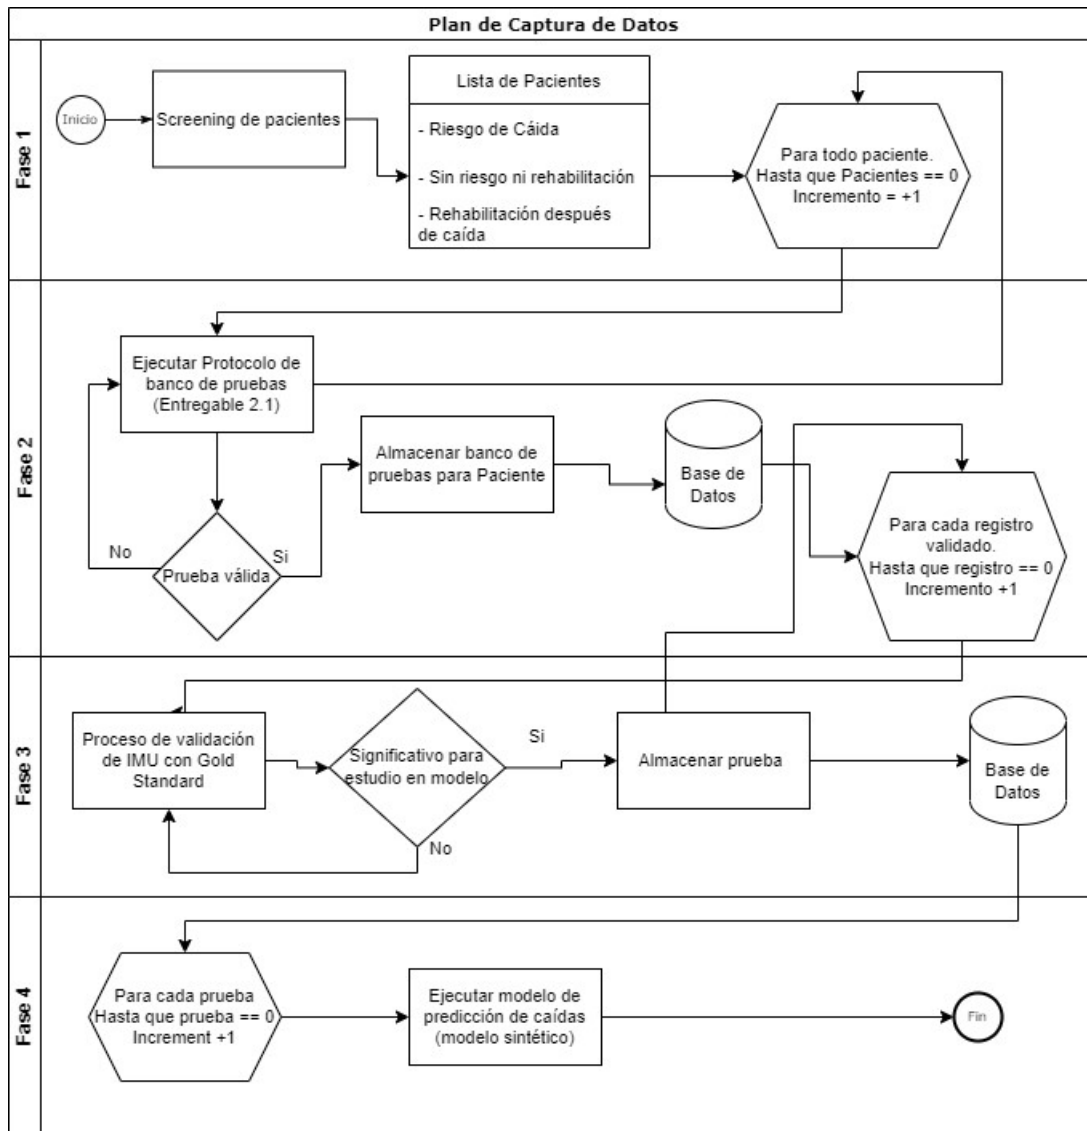 Plan de Captura de Datos
Fase 1
Inicio
Screening de pacientes
Lista de Pacientes
- Riesgo de Cáida
- Sin riesgo ni rehabilitación
- Rehabilitación después
de caída
Para todo paciente.
Hasta que Pacientes == 0
Incremento = +1
Fase 2
Ejecutar Protocolo de
banco de pruebas
(Entregable 2.1)
No
Prueba válida
Si
Almacenar banco de
pruebas para Paciente
Base de
Datos
Para cada registro
validado.
Hasta que registro == 0
Incremento +1
Fase 3
Proceso de validación
de IMU con Gold
Standard
Significativo para
estudio en modelo
Si
No
Almacenar prueba
Base de
Datos
Fase 4
Para cada prueba
Hasta que prueba == 0
Increment +1
Ejecutar modelo de
predicción de caídas
(modelo sintético)
Fin